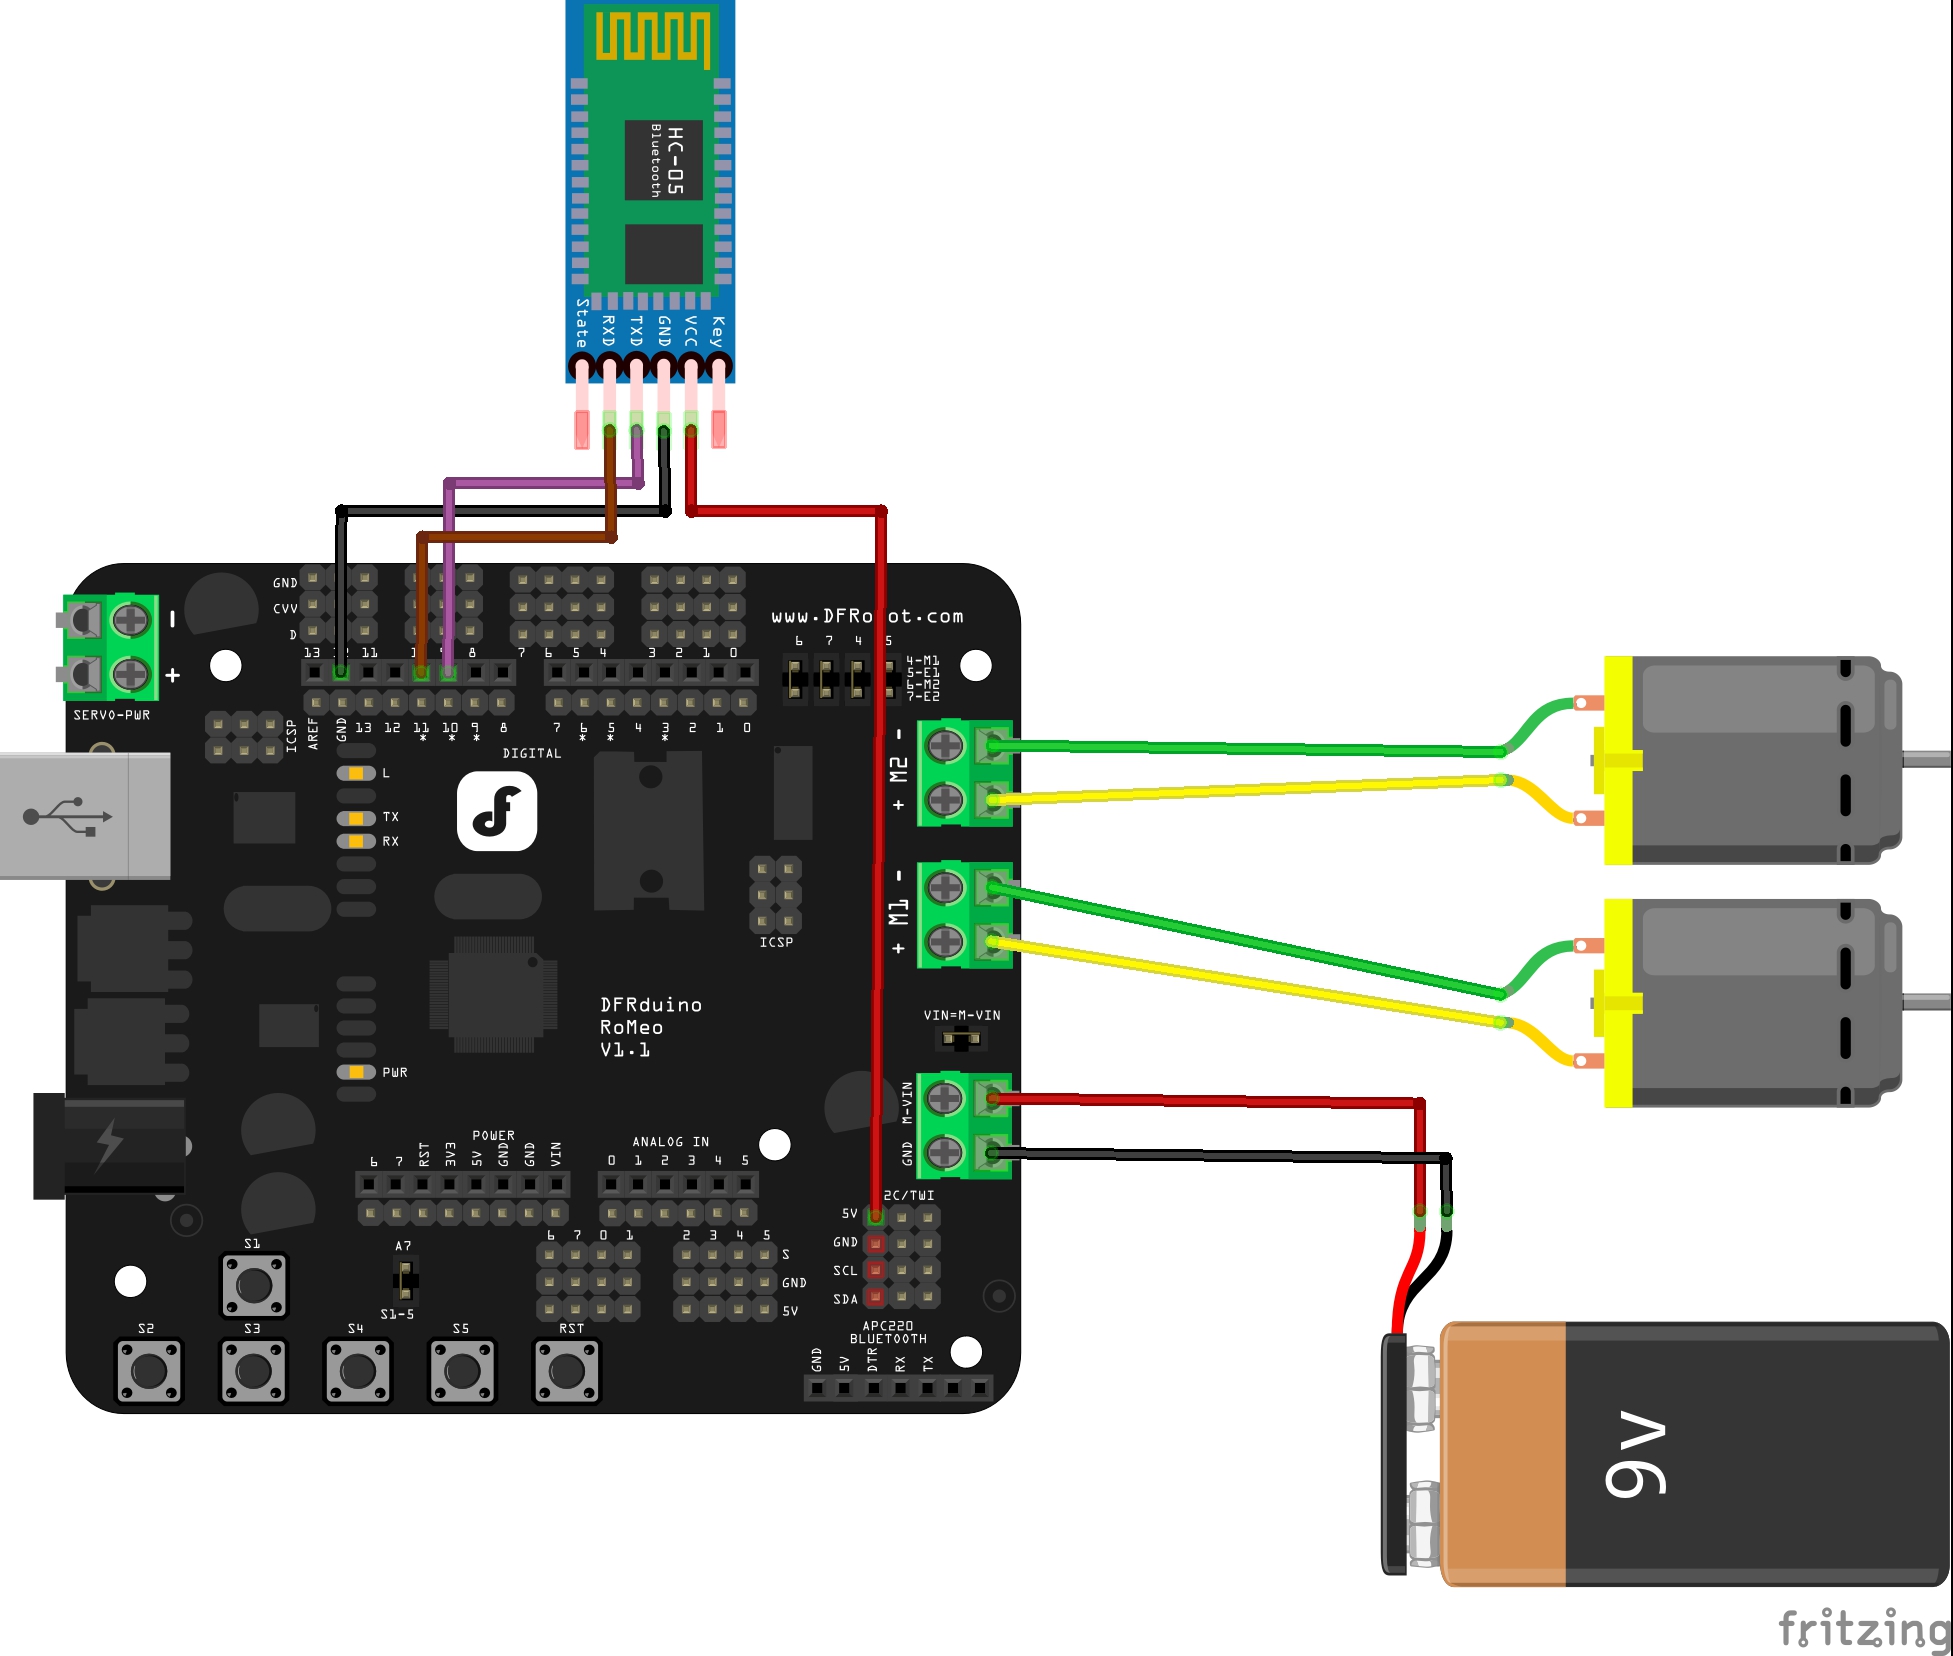 HC-05
Bluetooth
State
RXD
TXD
GND
VCC
Key
GND
CVV
D
www.DFRobot.com
6 7 4 5
13 11 8 7 6 5 4 3 2 1 0
4-M1
5-E1
6-M2
7-E2
- +
SERVO-PWR
ICSP
AREF GND 13 12 11 10 9 8 7 6 5 4 3 2 1 0
* * * * * *
DIGITAL
L
TX
RX
+ M2 -
+ M1 -
ICSP
DFRduino
RoMeo
V1.1
VIN=M-VIN
PWR
M-VIN
GND
POWER
6 7 RST 3V3 5V GND GND VIN
ANALOG IN
0 1 2 3 4 5
2C/TWI
5V
GND
SCL
SDA
6 7 0 1 2 3 4 5
S
GND
5V
A7
S1-5
S1
S2 S3 S4 S5 RST
APC220
BLUETOOTH
GND 5V DTR RX TX
9v
fritzing